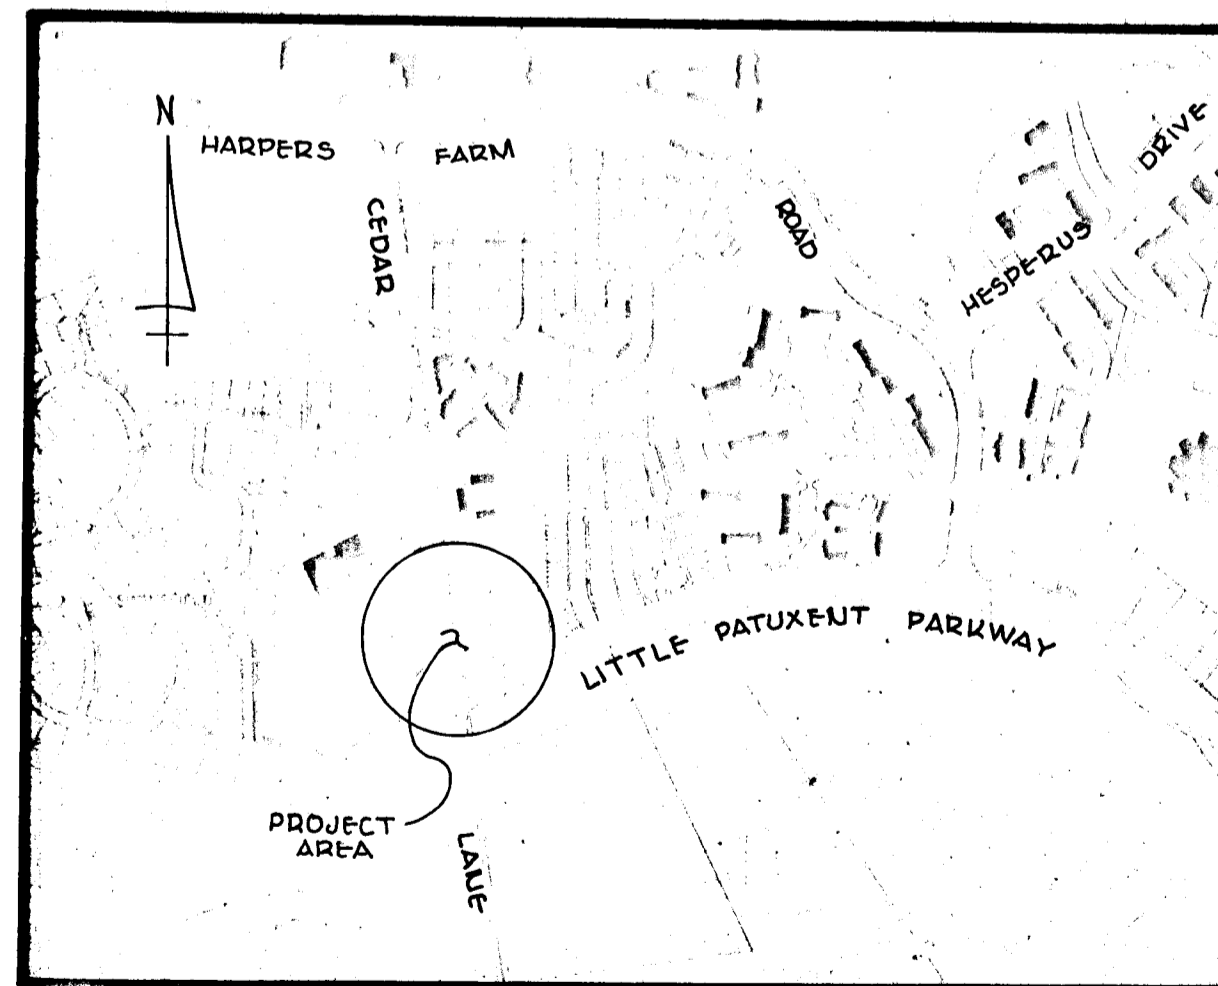 N
HARPERS FARM ROAD
CEDAR LANE
HESPERUS DRIVE
LITTLE PATUXENT PARKWAY
PROJECT
AREA